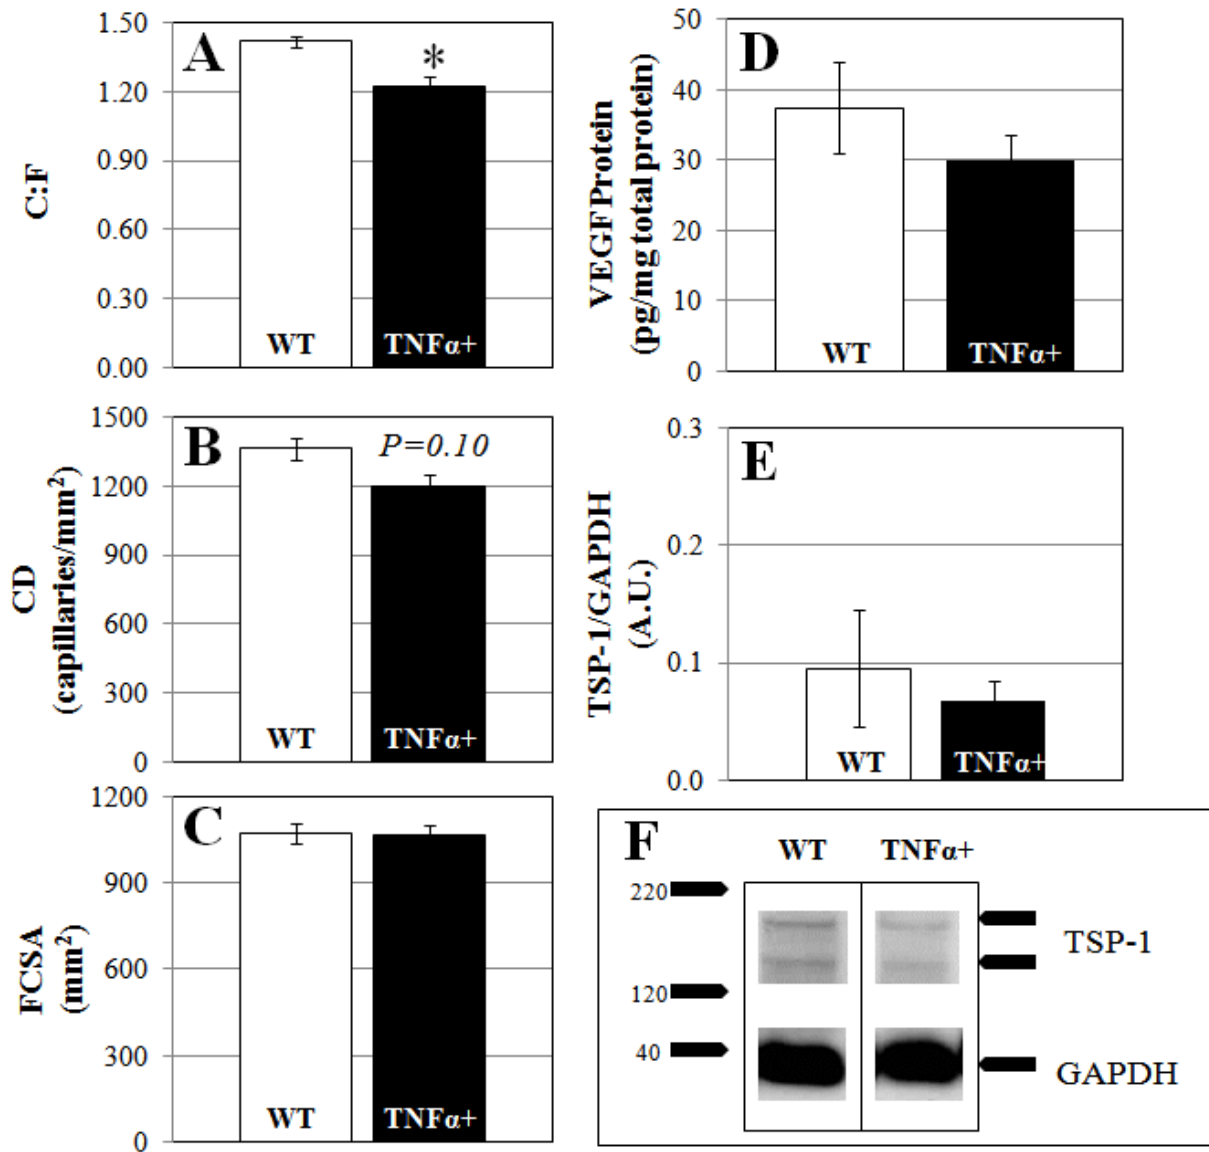 A
C:F
1.50
1.20
0.90
0.60
0.30
0.00
*
WT
TNFα+
B
CD
(capillaries/mm²)
1500
1200
900
600
300
0
P=0.10
WT
TNFα+
C
FCSA
(mm²)
1200
900
600
300
0
WT
TNFα+
D
VEGF Protein
(pg/mg total protein)
50
40
30
20
10
0
WT
TNFα+
E
TSP-1/GAPDH
(A.U.)
0.3
0.2
0.1
0.0
WT
TNFα+
F
WT TNFα+
220
TSP-1
120
40
GAPDH